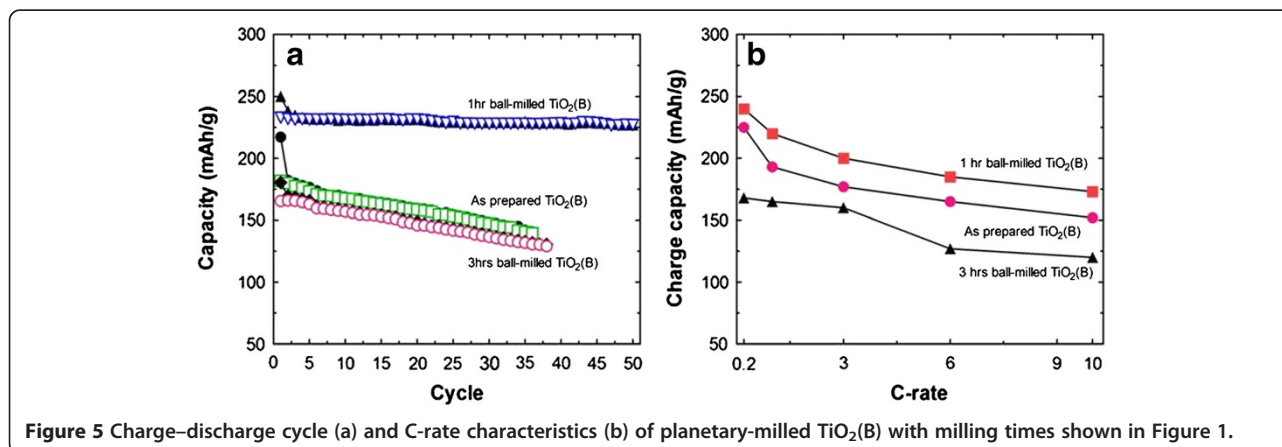 a
300
250
200
150
100
50
Capacity (mAh/g)
1hr ball-milled TiO₂(B)
As prepared TiO₂(B)
3hrs ball-milled TiO₂(B)
0 5 10 15 20 25 30 35 40 45 50
Cycle
b
300
250
200
150
100
50
Charge capacity (mAh/g)
1 hr ball-milled TiO₂(B)
As prepared TiO₂(B)
3 hrs ball-milled TiO₂(B)
0.2 3 6 9 10
C-rate
Figure 5 Charge–discharge cycle (a) and C-rate characteristics (b) of planetary-milled TiO₂(B) with milling times shown in Figure 1.